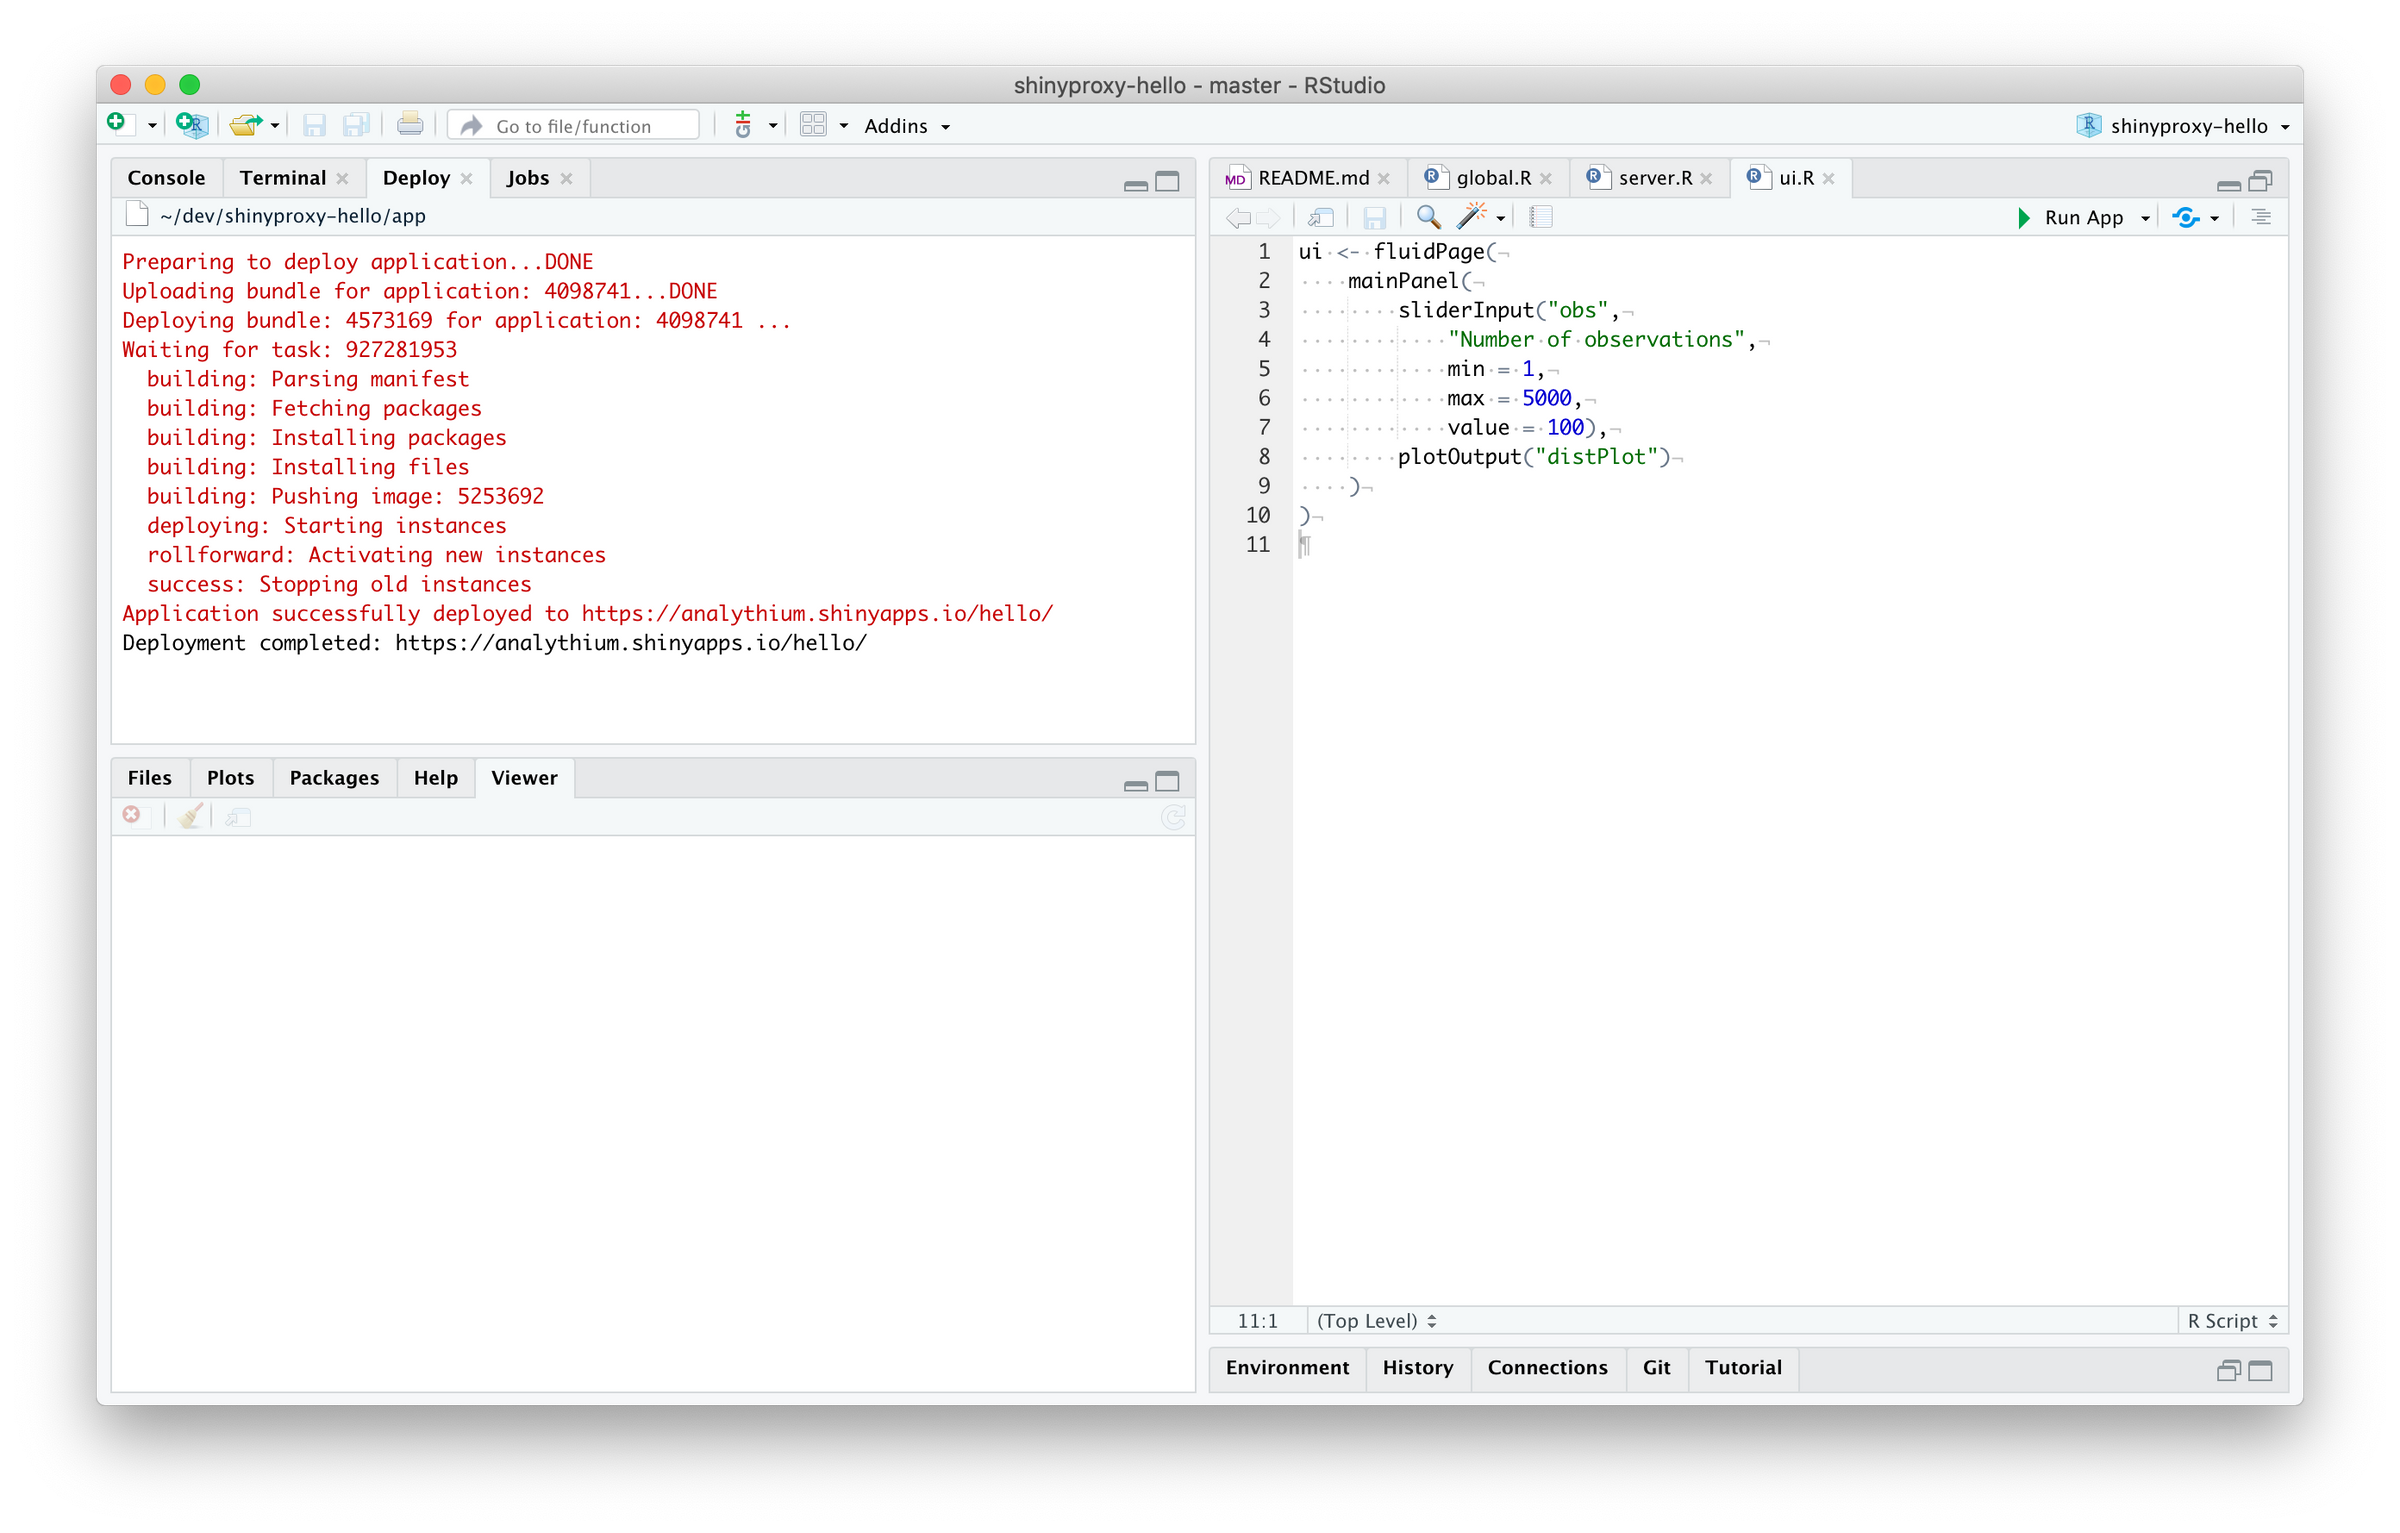 shinyproxy-hello - master - RStudio
Go to file/function
Addins
shinyproxy-hello
Console Terminal Deploy Jobs
~/dev/shinyproxy-hello/app
Preparing to deploy application...DONE
Uploading bundle for application: 4098741...DONE
Deploying bundle: 4573169 for application: 4098741 ...
Waiting for task: 927281953
building: Parsing manifest
building: Fetching packages
building: Installing packages
building: Installing files
building: Pushing image: 5253692
deploying: Starting instances
rollforward: Activating new instances
success: Stopping old instances
Application successfully deployed to https://analythium.shinyapps.io/hello/
Deployment completed: https://analythium.shinyapps.io/hello/
Files Plots Packages Help Viewer
README.md global.R server.R ui.R
Run App
1 ui <- fluidPage(
2 mainPanel(
3 sliderInput("obs",
4 "Number of observations",
5 min = 1,
6 max = 5000,
7 value = 100),
8 plotOutput("distPlot")
9 )
10 )
11
11:1 (Top Level) R Script
Environment History Connections Git Tutorial